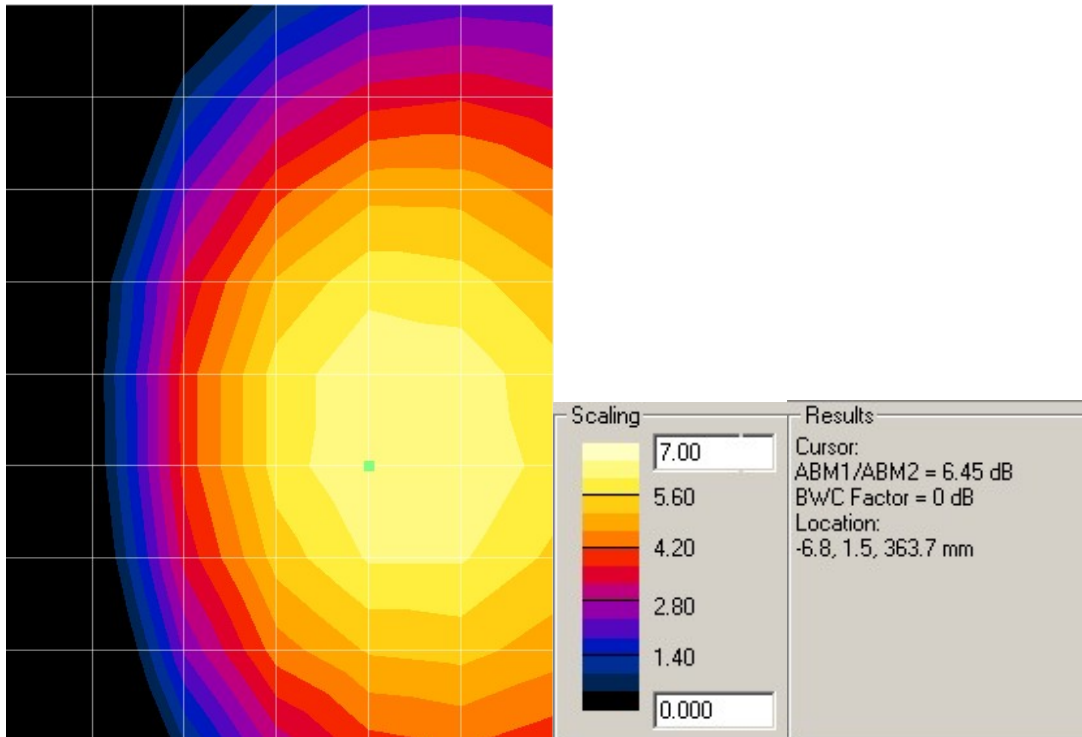 Scaling
7.00
5.60
4.20
2.80
1.40
0.000
Results
Cursor:
ABM1/ABM2 = 6.45 dB
BWC Factor = 0 dB
Location:
-6.8, 1.5, 363.7 mm